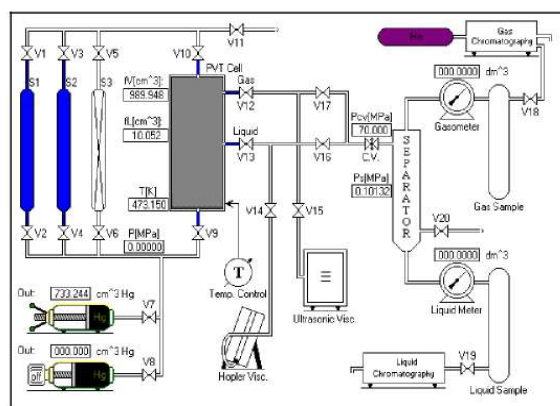 V1
V3
V5
V10
V11
S1
S2
S3
fV[cm^3]:
989.948
fL[cm^3]:
10.052
T[K]
473.150
P[MPa]
0.00000
PVT Cell
Gas
V12
Liquid
V13
V17
V16
V14
V15
V2
V4
V6
V9
Pcv[MPa]
70.000
C.V.
Ps[MPa]
0.10132
SEPARATOR
Gas
Chromatography
000.0000 dm^3
Gasometer
V18
Gas Sample
V20
000.0000 dm^3
Liquid Meter
Liquid
Chromatography
V19
Liquid Sample
T
Temp. Control
Hopler Visc.
Ultrasonic Visc.
Out: 733.244 cm^3 Hg
Hg
V7
Out: 000.000 cm^3 Hg
off
Hg
V8